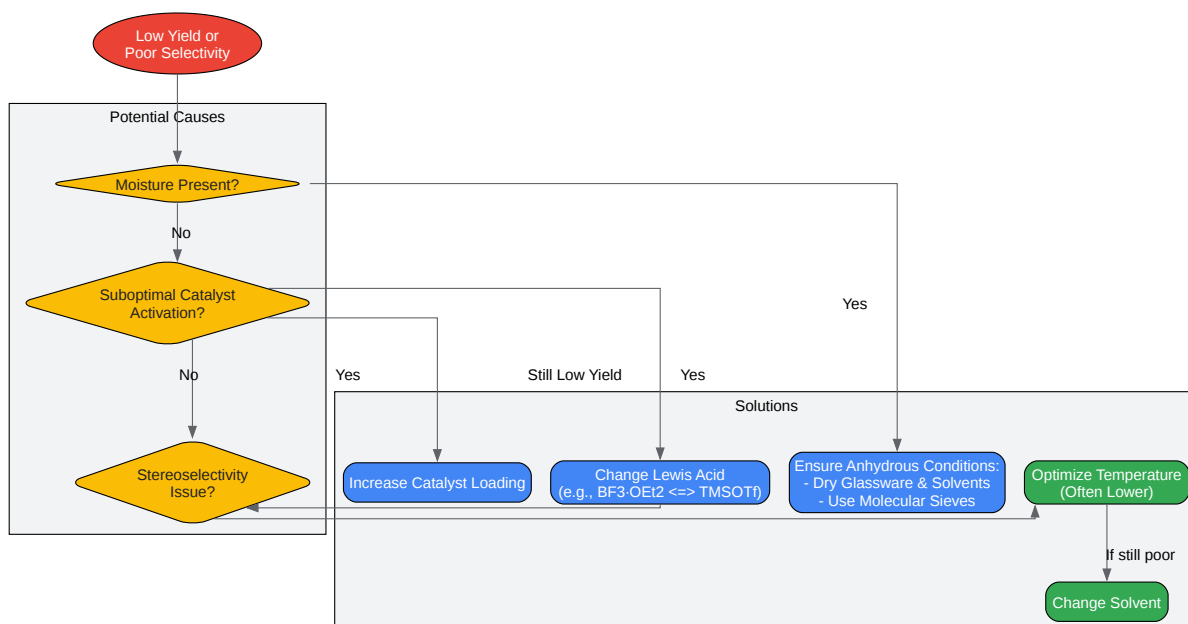 Low Yield or
Poor Selectivity
Potential Causes
Moisture Present?
No
Suboptimal Catalyst
Activation?
Yes
No
Yes
Still Low Yield
Yes
Solutions
Stereoselectivity
Issue?
Increase Catalyst Loading
Change Lewis Acid
(e.g., BF3·OEt2 <=> TMSOTf)
Ensure Anhydrous Conditions:
- Dry Glassware & Solvents
- Use Molecular Sieves
Optimize Temperature
(Often Lower)
If still poor
Change Solvent